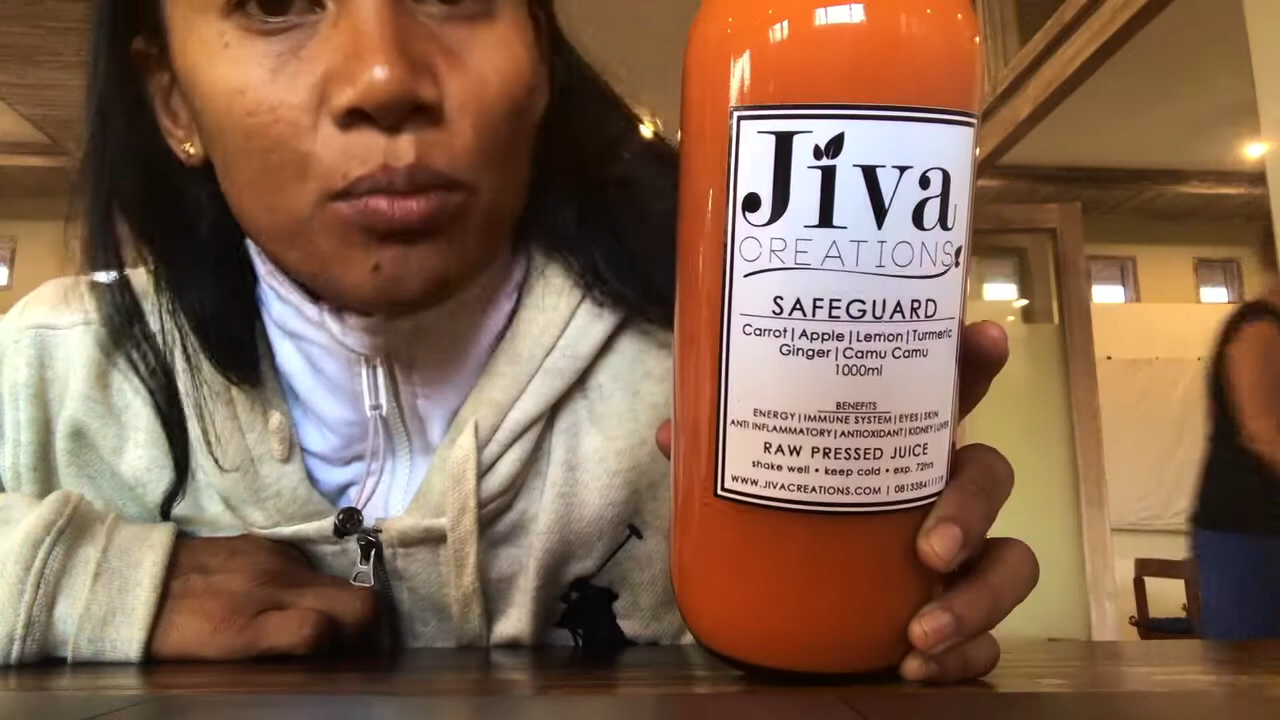 Jiva
CREATIONS
SAFEGUARD
Carrot | Apple | Lemon | Turmeric
Ginger | Camu Camu
1000ml
BENEFITS
ENERGY | IMMUNE SYSTEM | EYES | SKIN
ANTI INFLAMMATORY | ANTIOXIDANT | KIDNEY | LIVER
RAW PRESSED JUICE
shake well • keep cold • exp. 72hrs
WWW.JIVACREATIONS.COM |